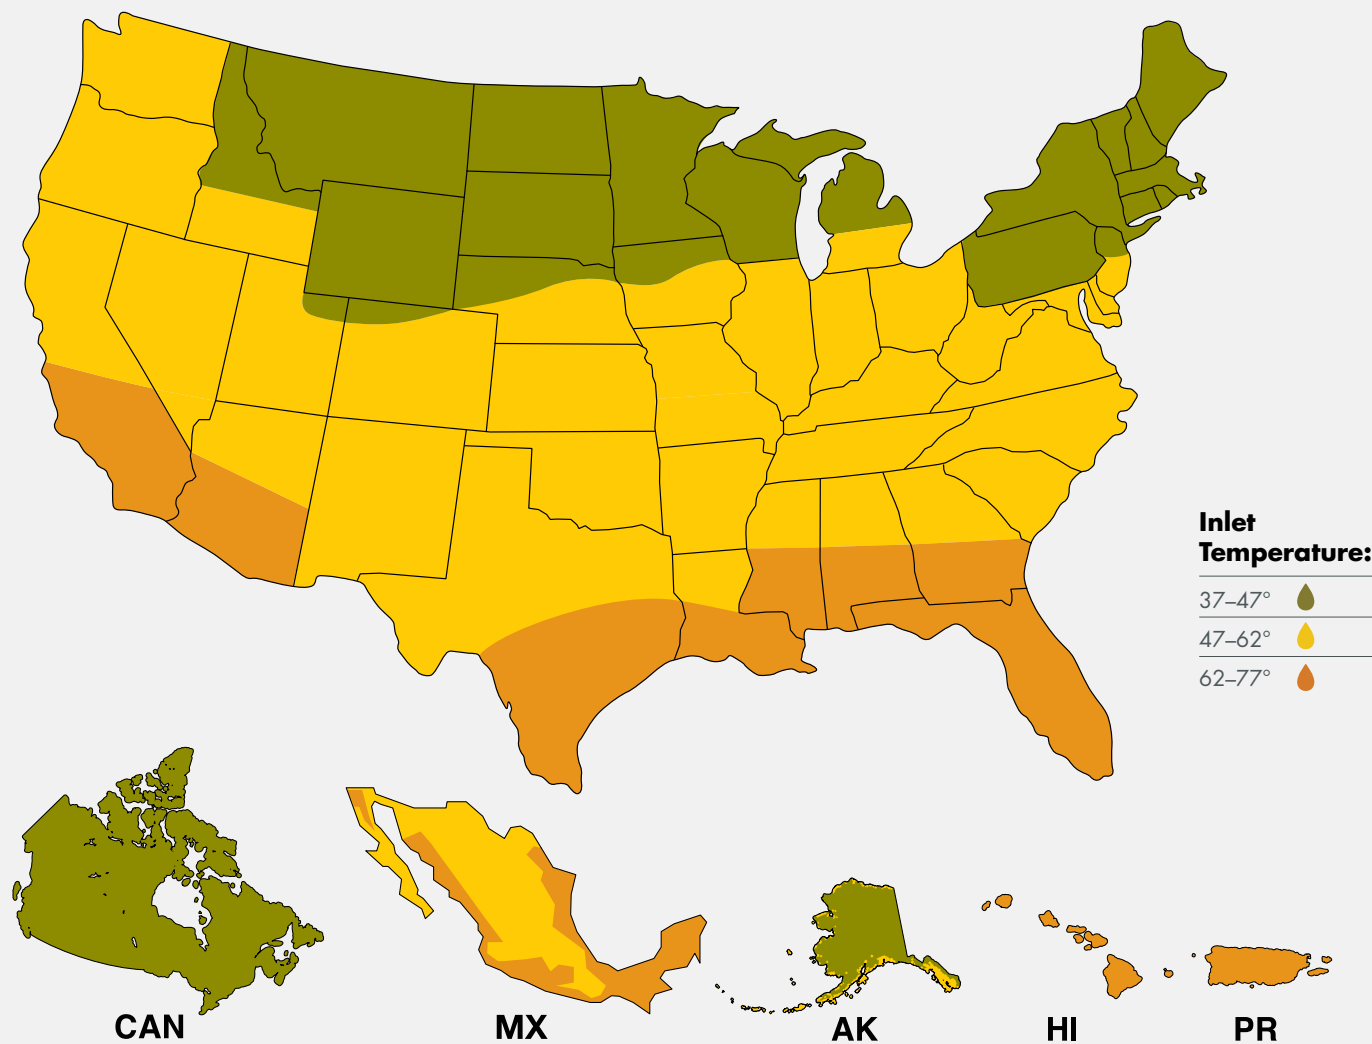 Inlet
Temperature:
37–47°
47–62°
62–77°
CAN
MX
AK
HI
PR